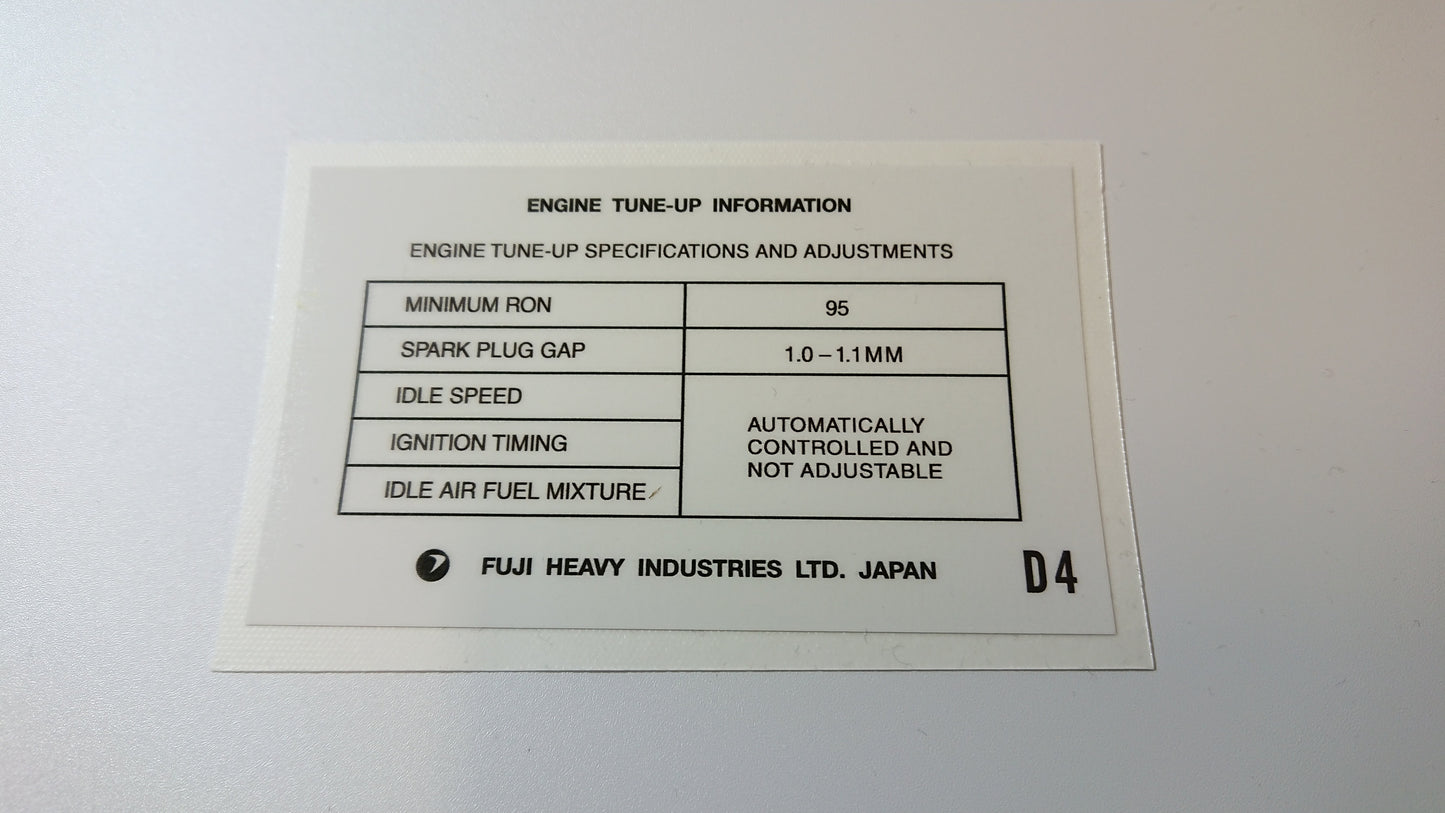 ENGINE TUNE-UP INFORMATION
ENGINE TUNE-UP SPECIFICATIONS AND ADJUSTMENTS
MINIMUM RON 95
SPARK PLUG GAP 1.0–1.1MM
IDLE SPEED
IGNITION TIMING
IDLE AIR FUEL MIXTURE
AUTOMATICALLY
CONTROLLED AND
NOT ADJUSTABLE
FUJI HEAVY INDUSTRIES LTD. JAPAN D4